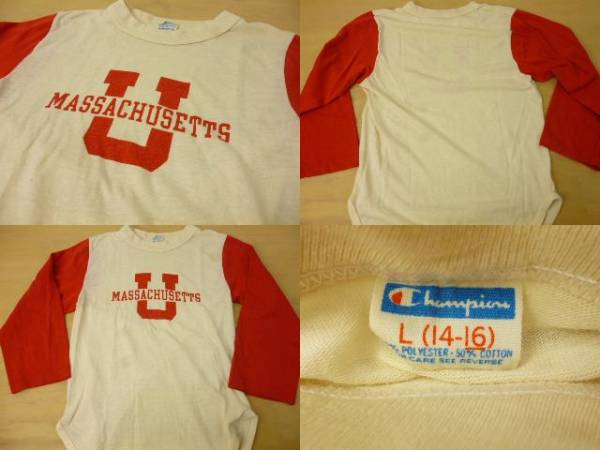 U
MASSACHUSETTS
U
MASSACHUSETTS
Champion
L (14-16)
POLYESTER - 50% COTTON
CARE SEE REVERSE